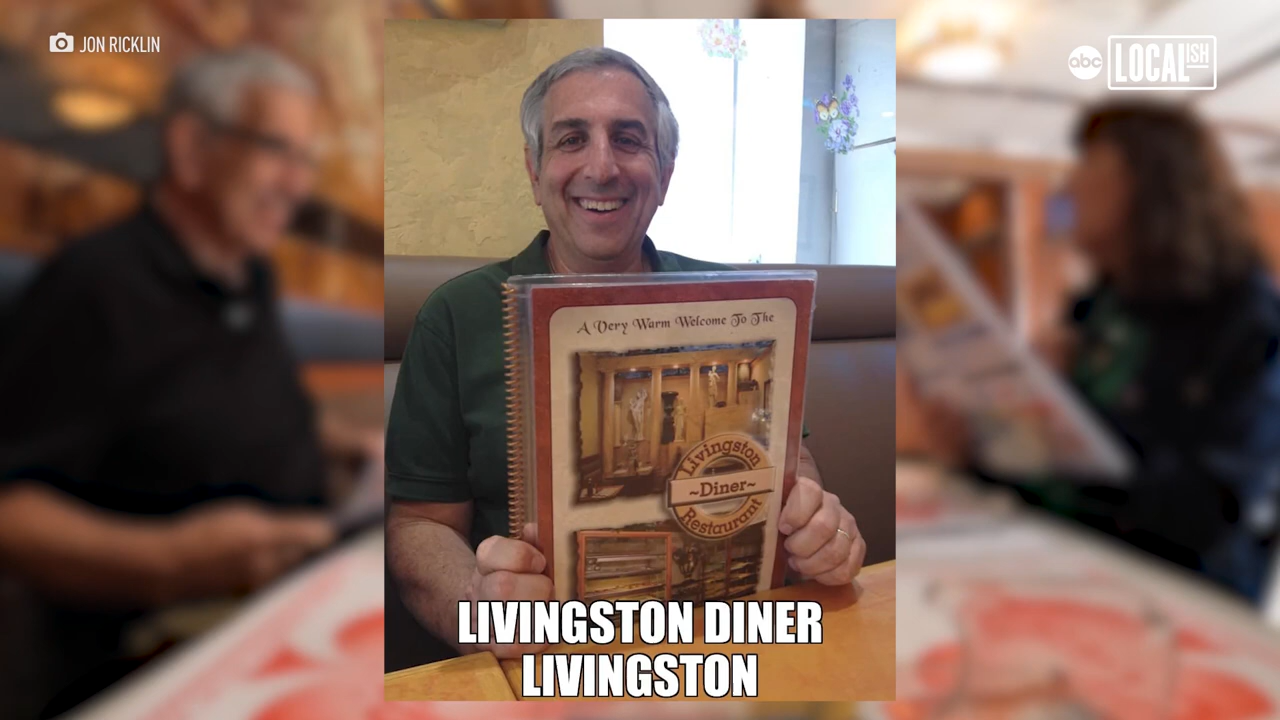 JON RICKLIN
abc LOCALISH
A Very Warm Welcome To The
Livingston
~Diner~
Restaurant
LIVINGSTON DINER
LIVINGSTON